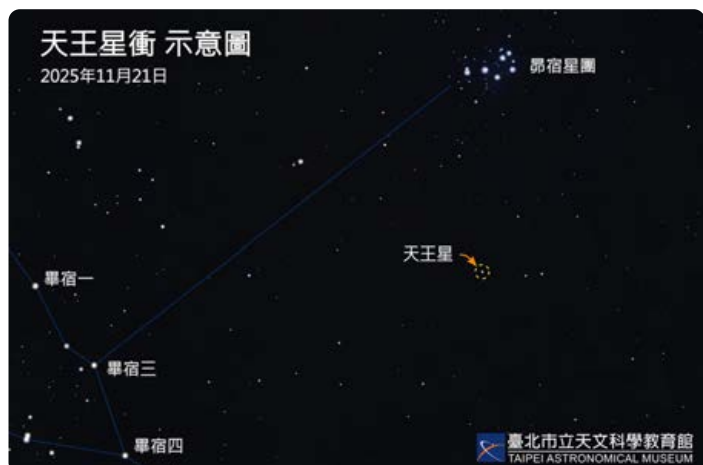 天王星衝 示意圖
2025年11月21日
昴宿星團
天王星
畢宿一
畢宿三
畢宿四
臺北市立天文科學教育館
TAIPEI ASTRONOMICAL MUSEUM